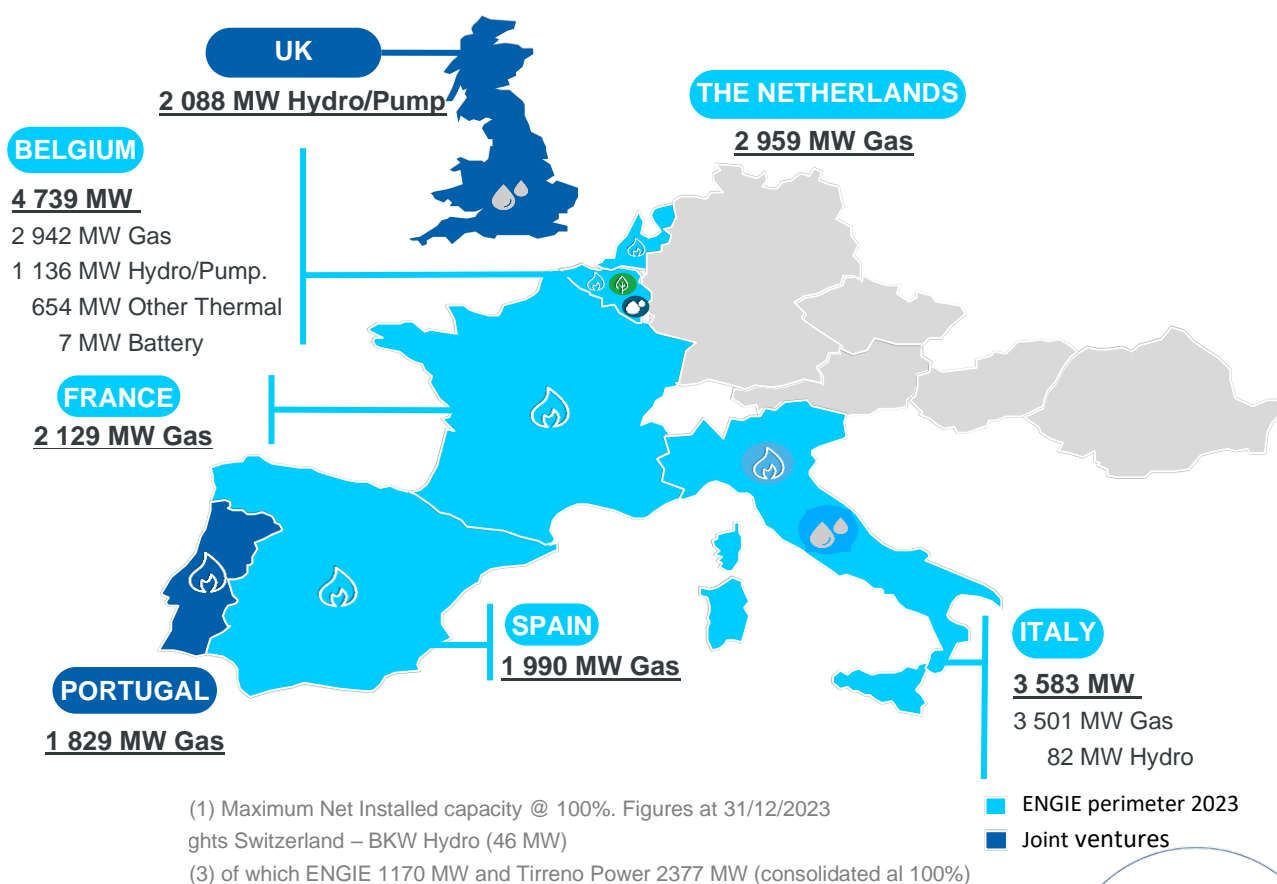 UK
2 088 MW Hydro/Pump
THE NETHERLANDS
2 959 MW Gas
BELGIUM
4 739 MW
2 942 MW Gas
1 136 MW Hydro/Pump.
654 MW Other Thermal
7 MW Battery
FRANCE
2 129 MW Gas
SPAIN
1 990 MW Gas
PORTUGAL
1 829 MW Gas
ITALY
3 583 MW
3 501 MW Gas
82 MW Hydro
(1) Maximum Net Installed capacity @ 100%. Figures at 31/12/2023
ghts Switzerland – BKW Hydro (46 MW)
(3) of which ENGIE 1170 MW and Tirreno Power 2377 MW (consolidated al 100%)
ENGIE perimeter 2023
Joint ventures